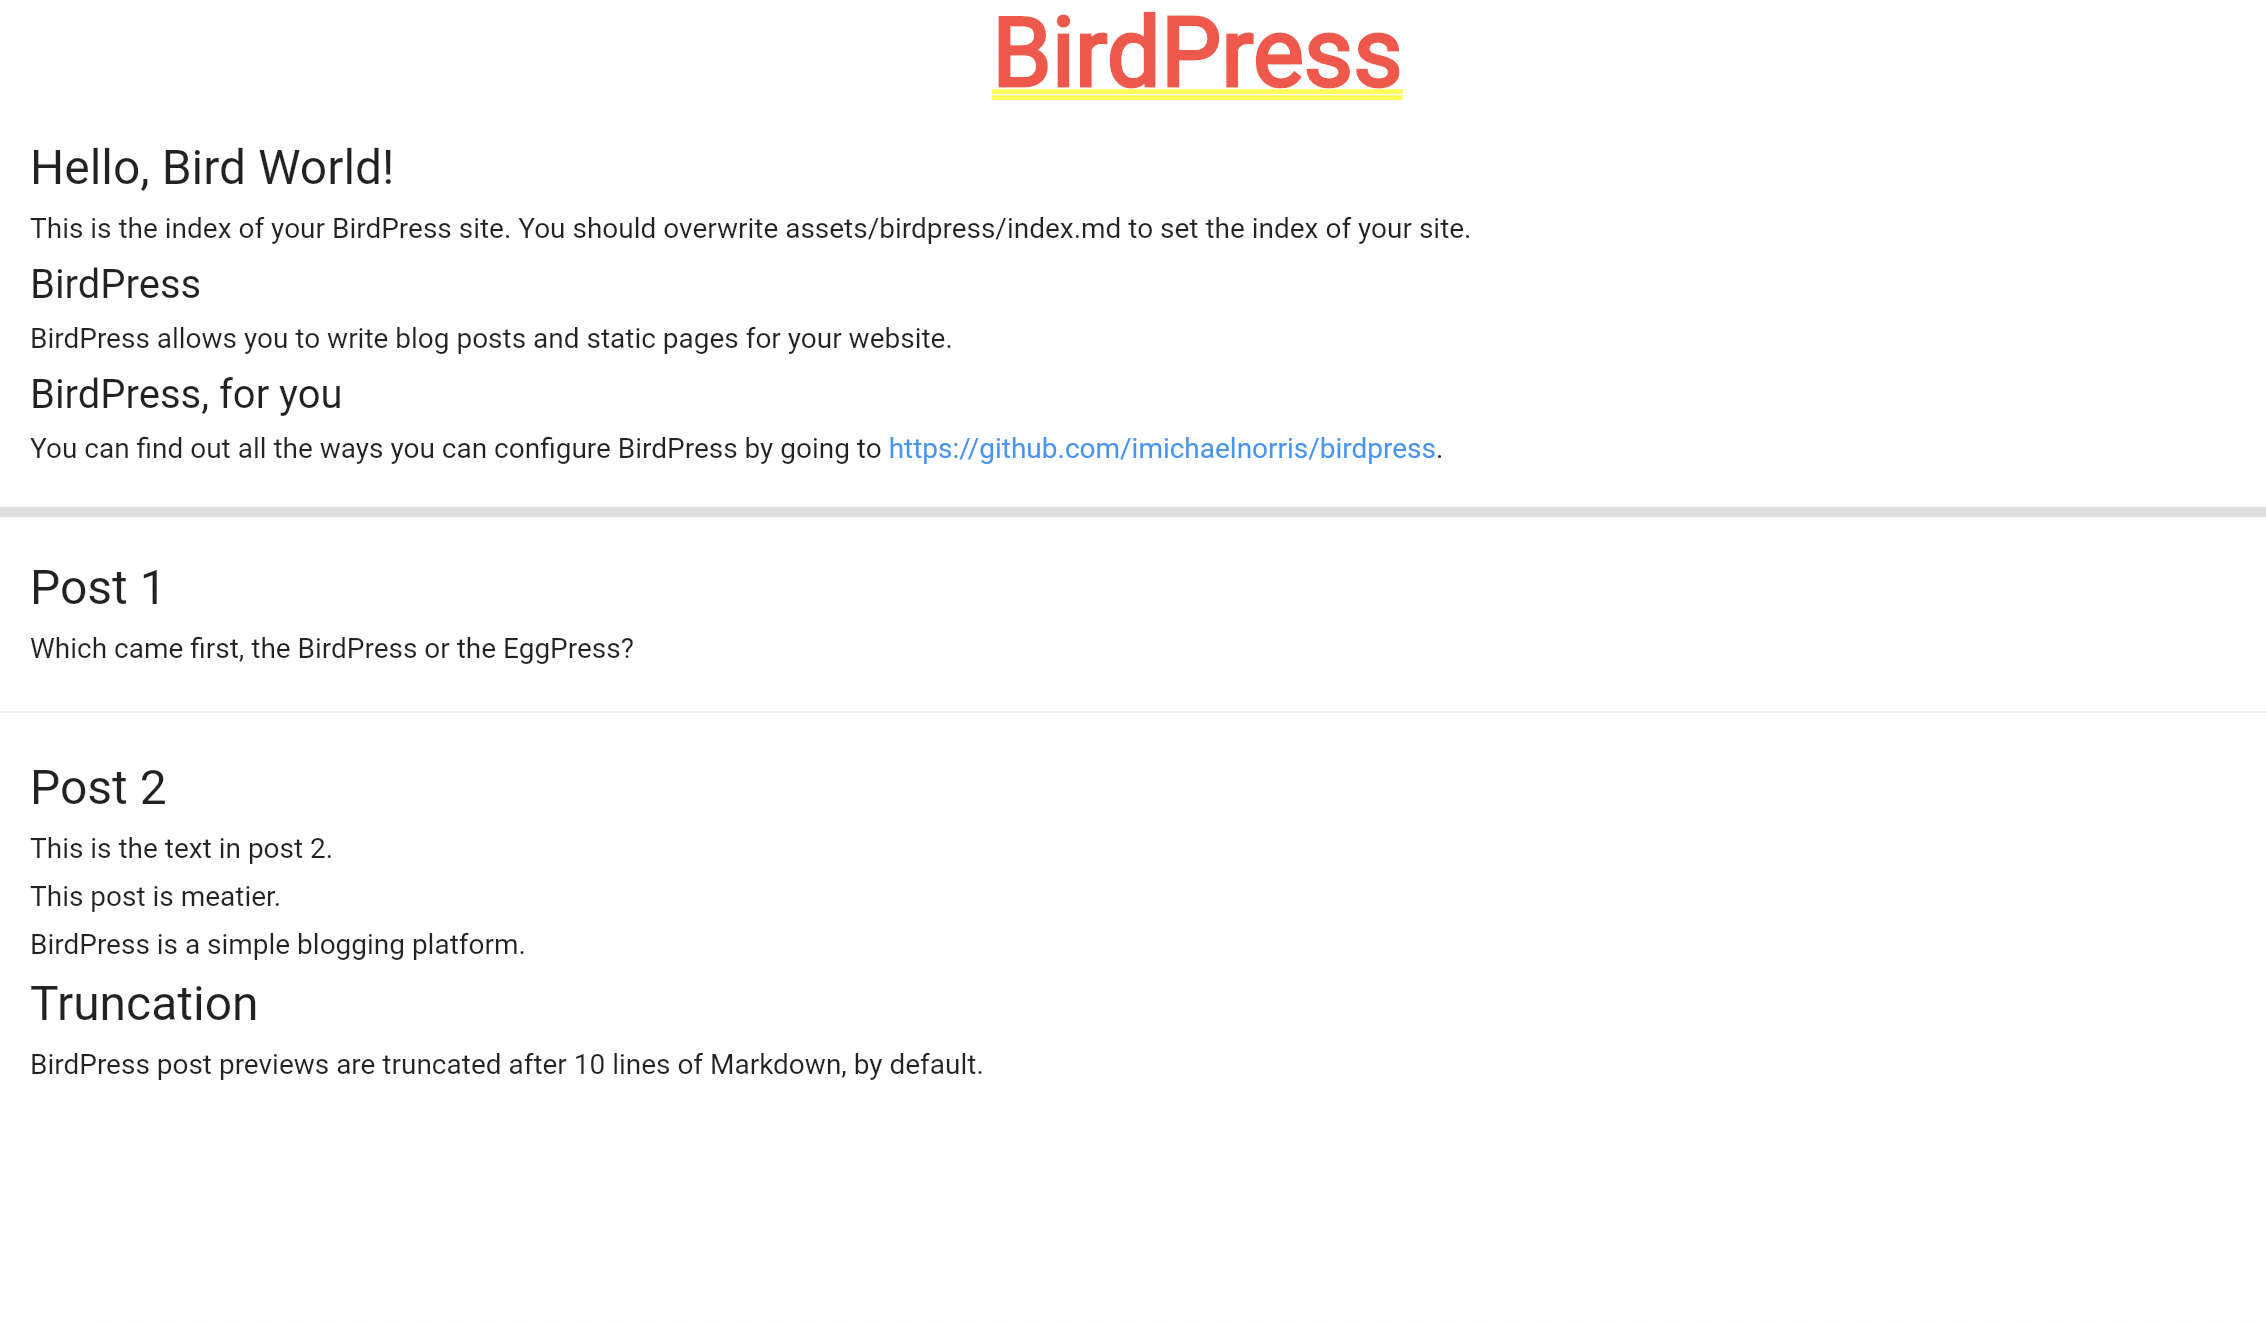 BirdPress
Hello, Bird World!
This is the index of your BirdPress site. You should overwrite assets/birdpress/index.md to set the index of your site.
BirdPress
BirdPress allows you to write blog posts and static pages for your website.
BirdPress, for you
You can find out all the ways you can configure BirdPress by going to https://github.com/imichaelnorris/birdpress.
Post 1
Which came first, the BirdPress or the EggPress?
Post 2
This is the text in post 2.
This post is meatier.
BirdPress is a simple blogging platform.
Truncation
BirdPress post previews are truncated after 10 lines of Markdown, by default.